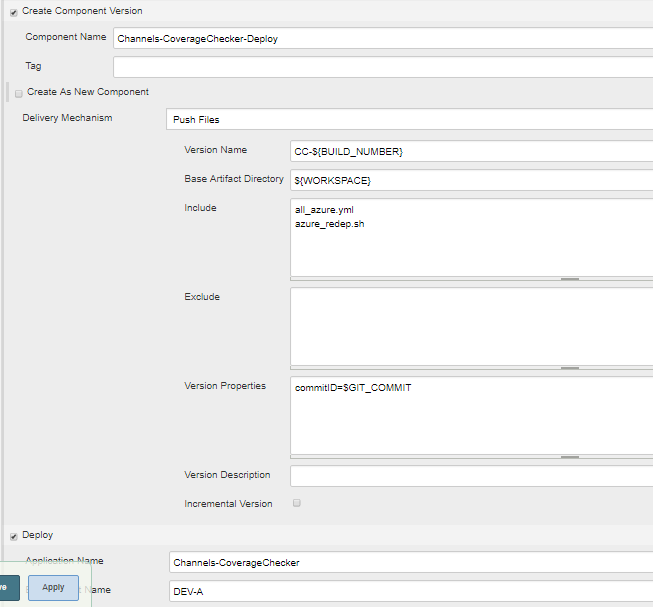 Create Component Version
Component Name Channels-CoverageChecker-Deploy
Tag
Create As New Component
Delivery Mechanism Push Files
Version Name CC-${BUILD_NUMBER}
Base Artifact Directory ${WORKSPACE}
Include all_azure.yml
azure_redep.sh
Exclude
Version Properties commitID=$GIT_COMMIT
Version Description
Incremental Version
Deploy
Application Name Channels-CoverageChecker
Apply Name DEV-A